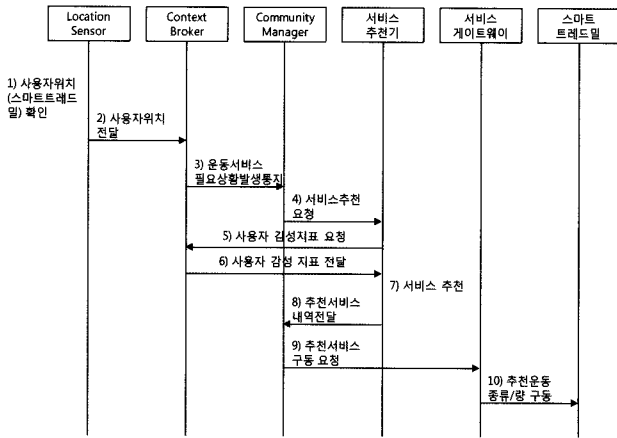 Location
Sensor
Context
Broker
Community
Manager
서비스
추천기
서비스
게이트웨이
스마트
트레드밀
1) 사용자위치
(스마트트레드
밀) 확인
2) 사용자위치
전달
3) 운동서비스
필요상황발생통지
4) 서비스추천
요청
5) 사용자 감성지표 요청
6) 사용자 감성 지표 전달
7) 서비스 추천
8) 추천서비스
내역전달
9) 추천서비스
구동 요청
10) 추천운동
종류/량 구동